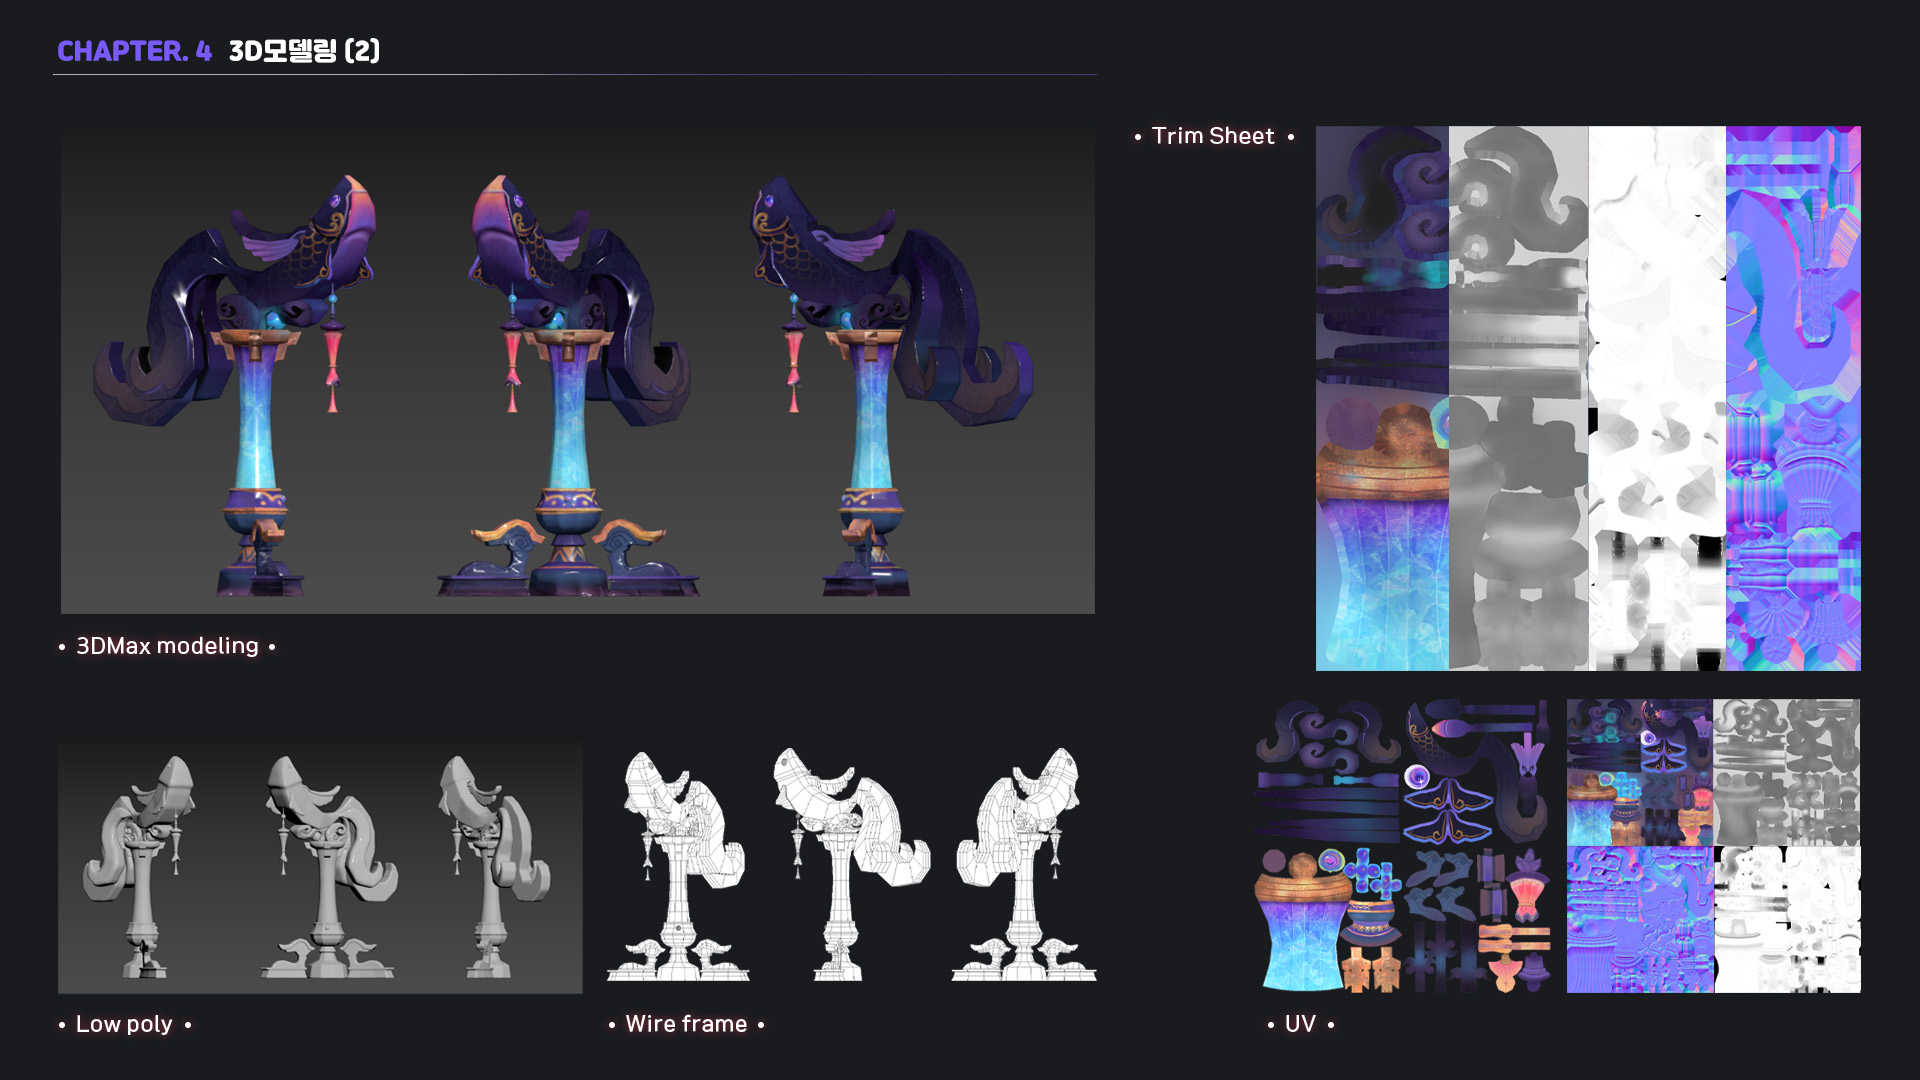 CHAPTER. 4 3D모델링 (2)
• Trim Sheet •
• 3DMax modeling •
• Low poly •
• Wire frame •
• UV •